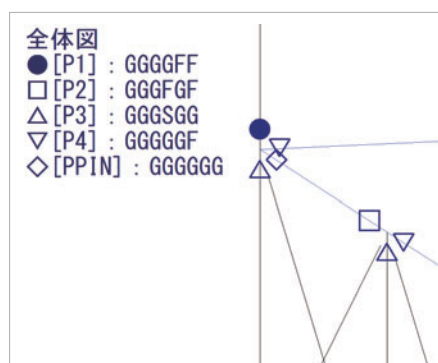 全体図
●[P1] : GGGGFF
□[P2] : GGGFGF
△[P3] : GGGSGG
▽[P4] : GGGGGF
◇[PPIN] : GGGGGG